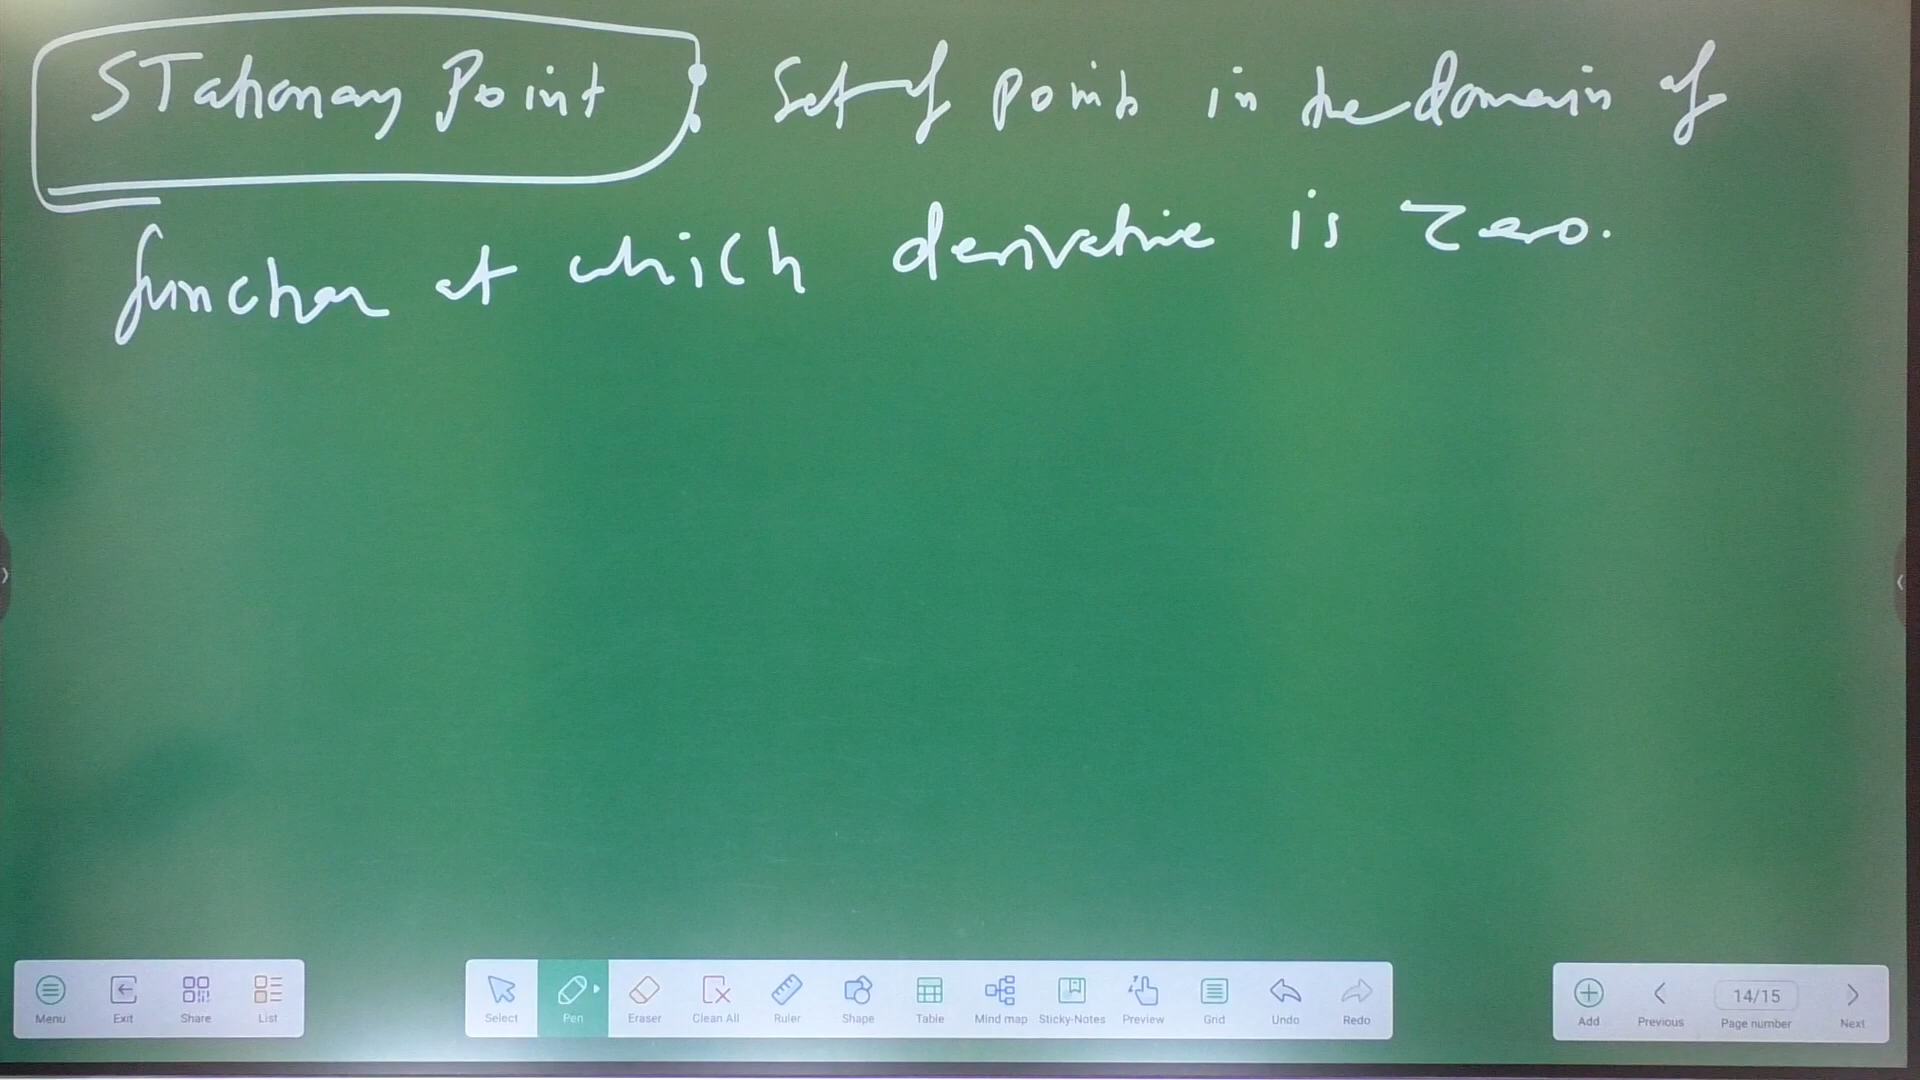 STationary Point : Set of points in the domain of
function at which derivative is zero.
Menu Exit Share List Select Pen Eraser Clean All Ruler Shape Table Mind map Sticky-Notes Preview Grid Undo Redo Add Previous 14/15 Page number Next